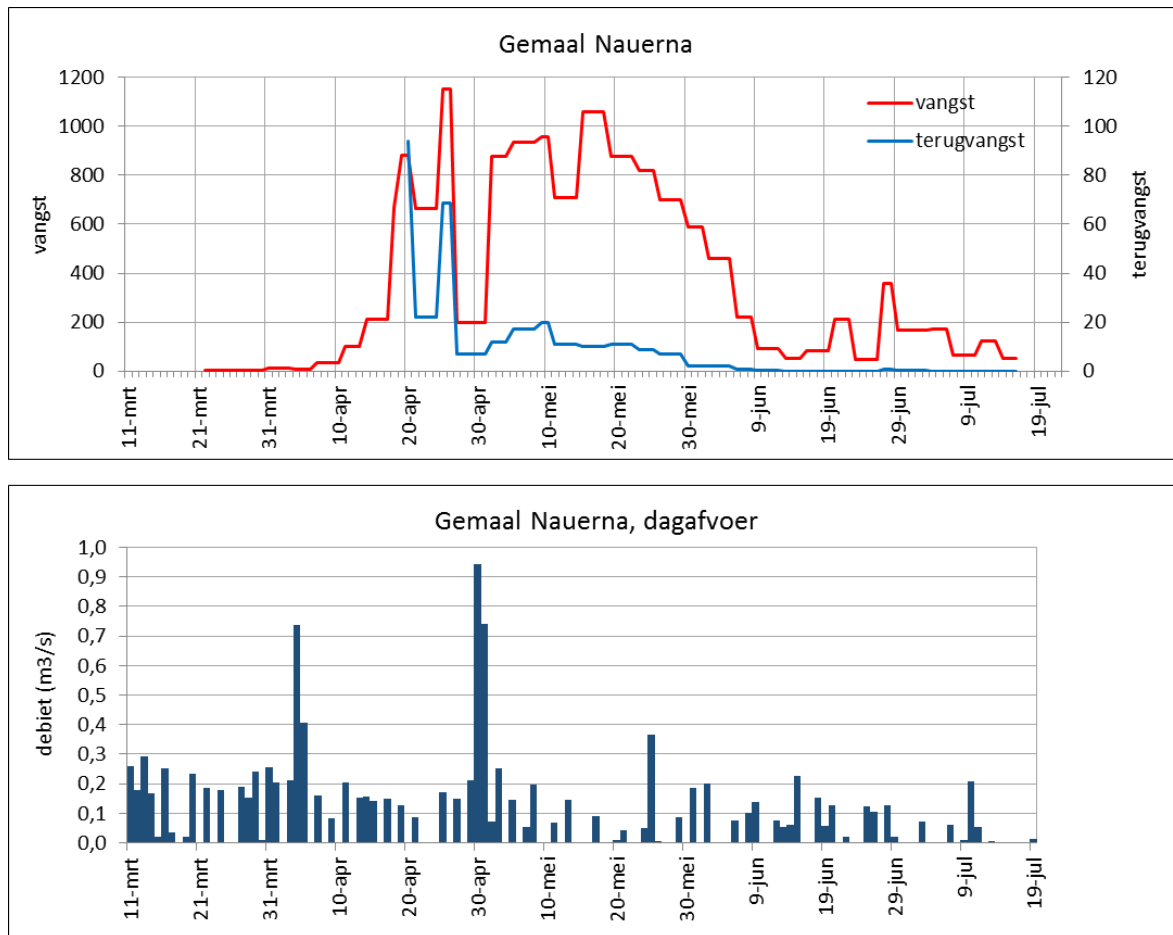 Gemaal Nauerna
1200
1000
800
600
400
200
0
vangst
120
100
80
60
40
20
0
terugvangst
vangst
terugvangst
11-mrt
21-mrt
31-mrt
10-apr
20-apr
30-apr
10-mei
20-mei
30-mei
9-jun
19-jun
29-jun
9-jul
19-jul
Gemaal Nauerna, dagafvoer
1,0
0,9
0,8
0,7
0,6
0,5
0,4
0,3
0,2
0,1
0,0
debiet (m3/s)
11-mrt
21-mrt
31-mrt
10-apr
20-apr
30-apr
10-mei
20-mei
30-mei
9-jun
19-jun
29-jun
9-jul
19-jul